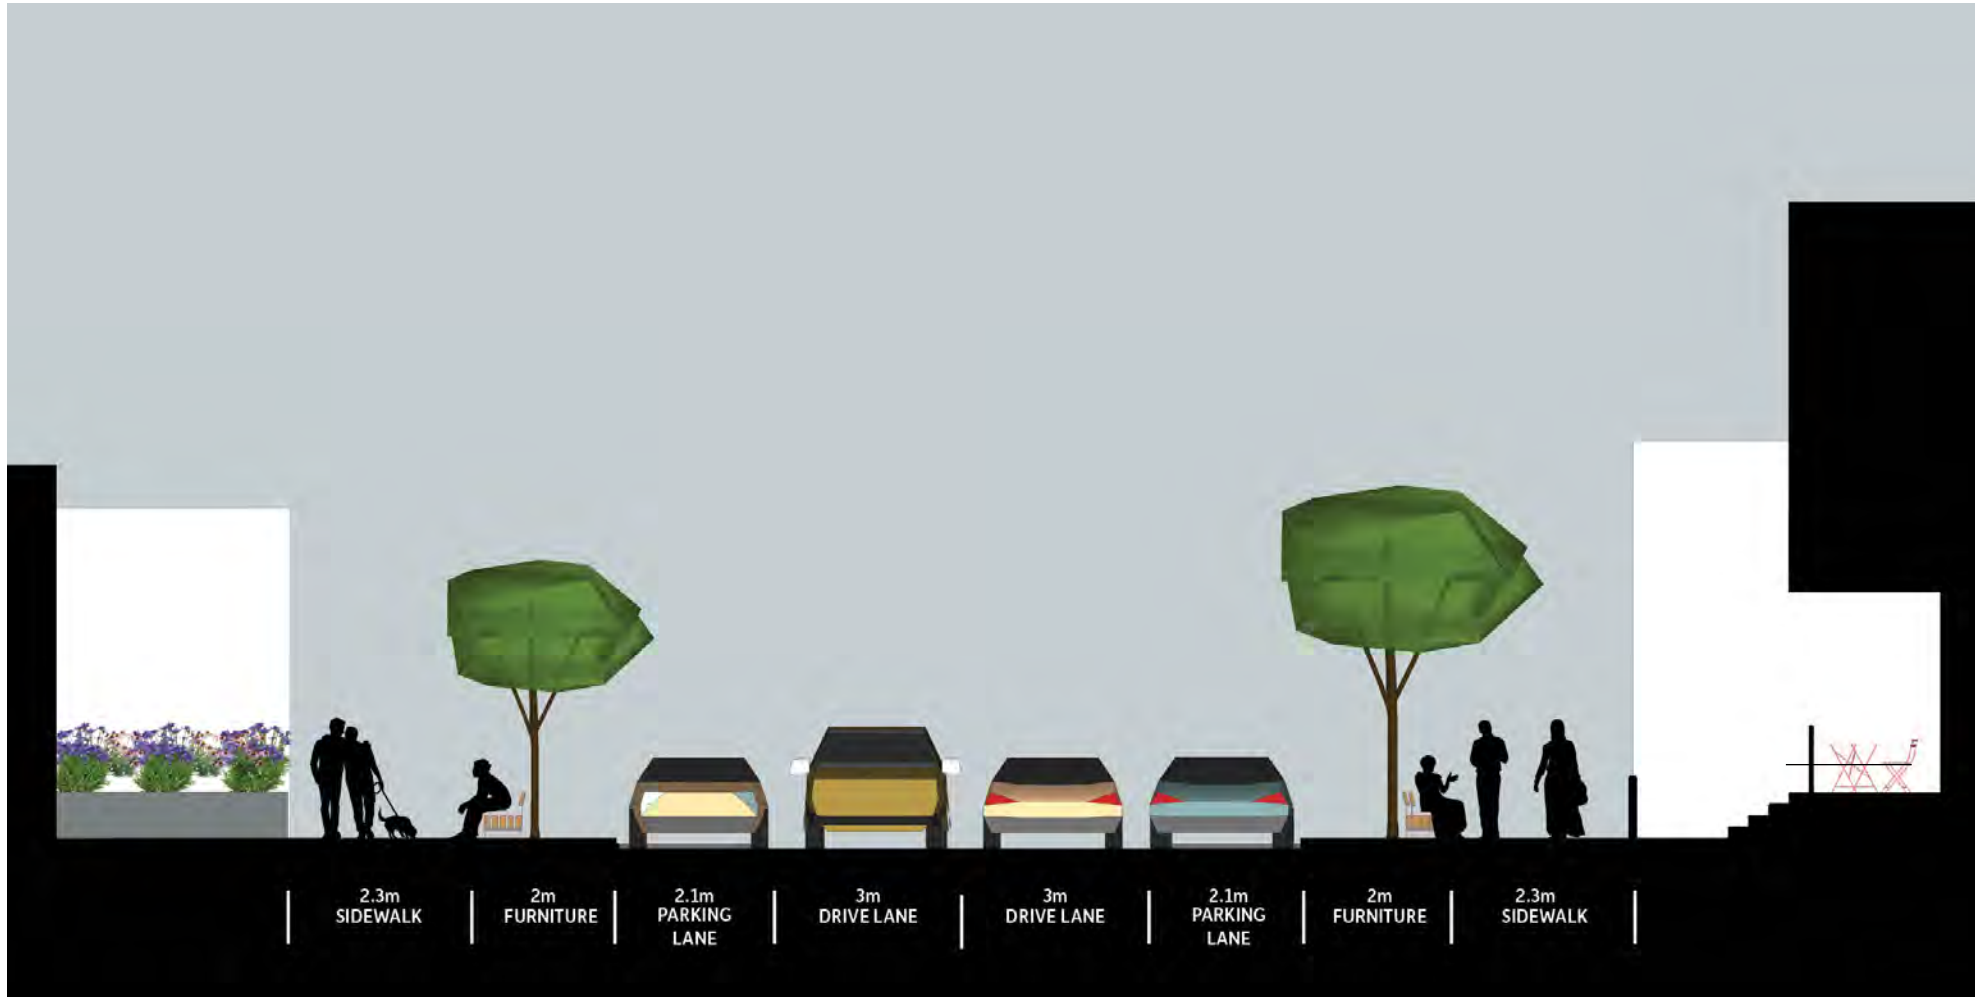 2.3m
SIDEWALK
2m
FURNITURE
2.1m
PARKING
LANE
3m
DRIVE LANE
3m
DRIVE LANE
2.1m
PARKING
LANE
2m
FURNITURE
2.3m
SIDEWALK